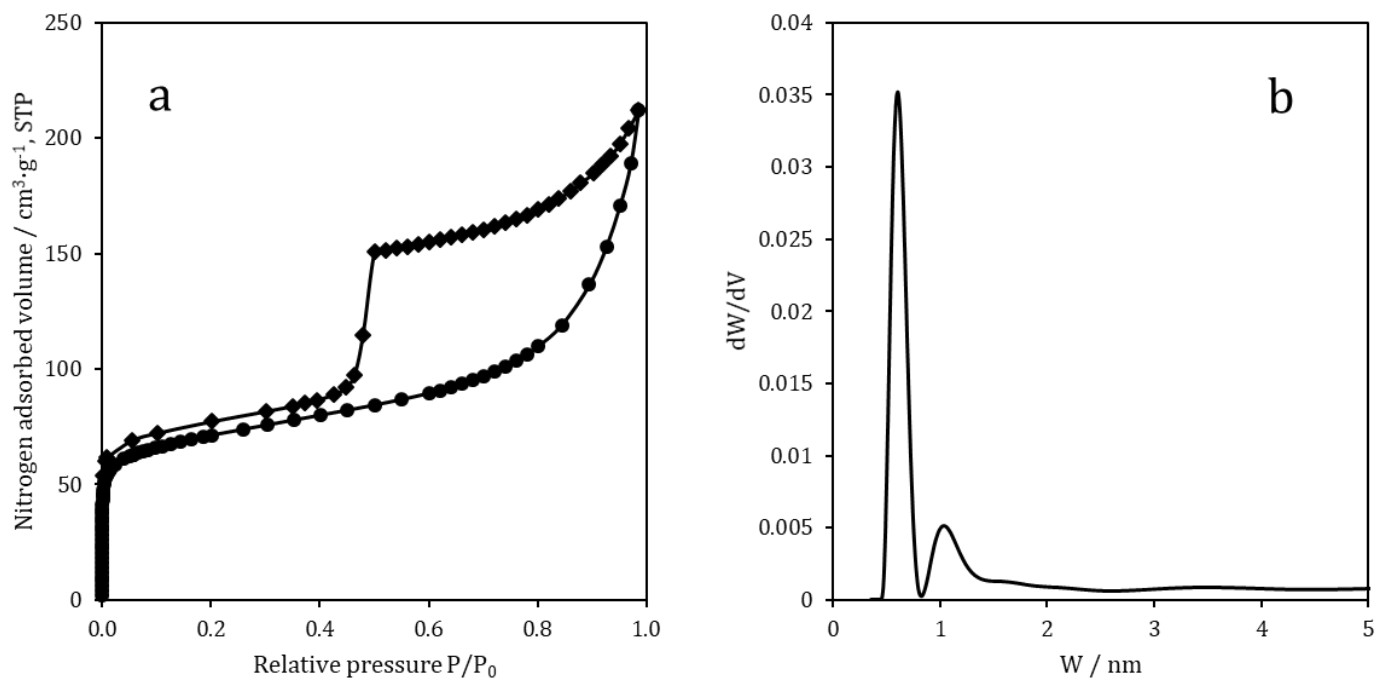 a
250
200
150
100
50
0
Nitrogen adsorbed volume / cm³·g⁻¹, STP
0.0 0.2 0.4 0.6 0.8 1.0
Relative pressure P/P₀
b
0.04
0.035
0.03
0.025
0.02
0.015
0.01
0.005
0
dW/dV
0 1 2 3 4 5
W / nm